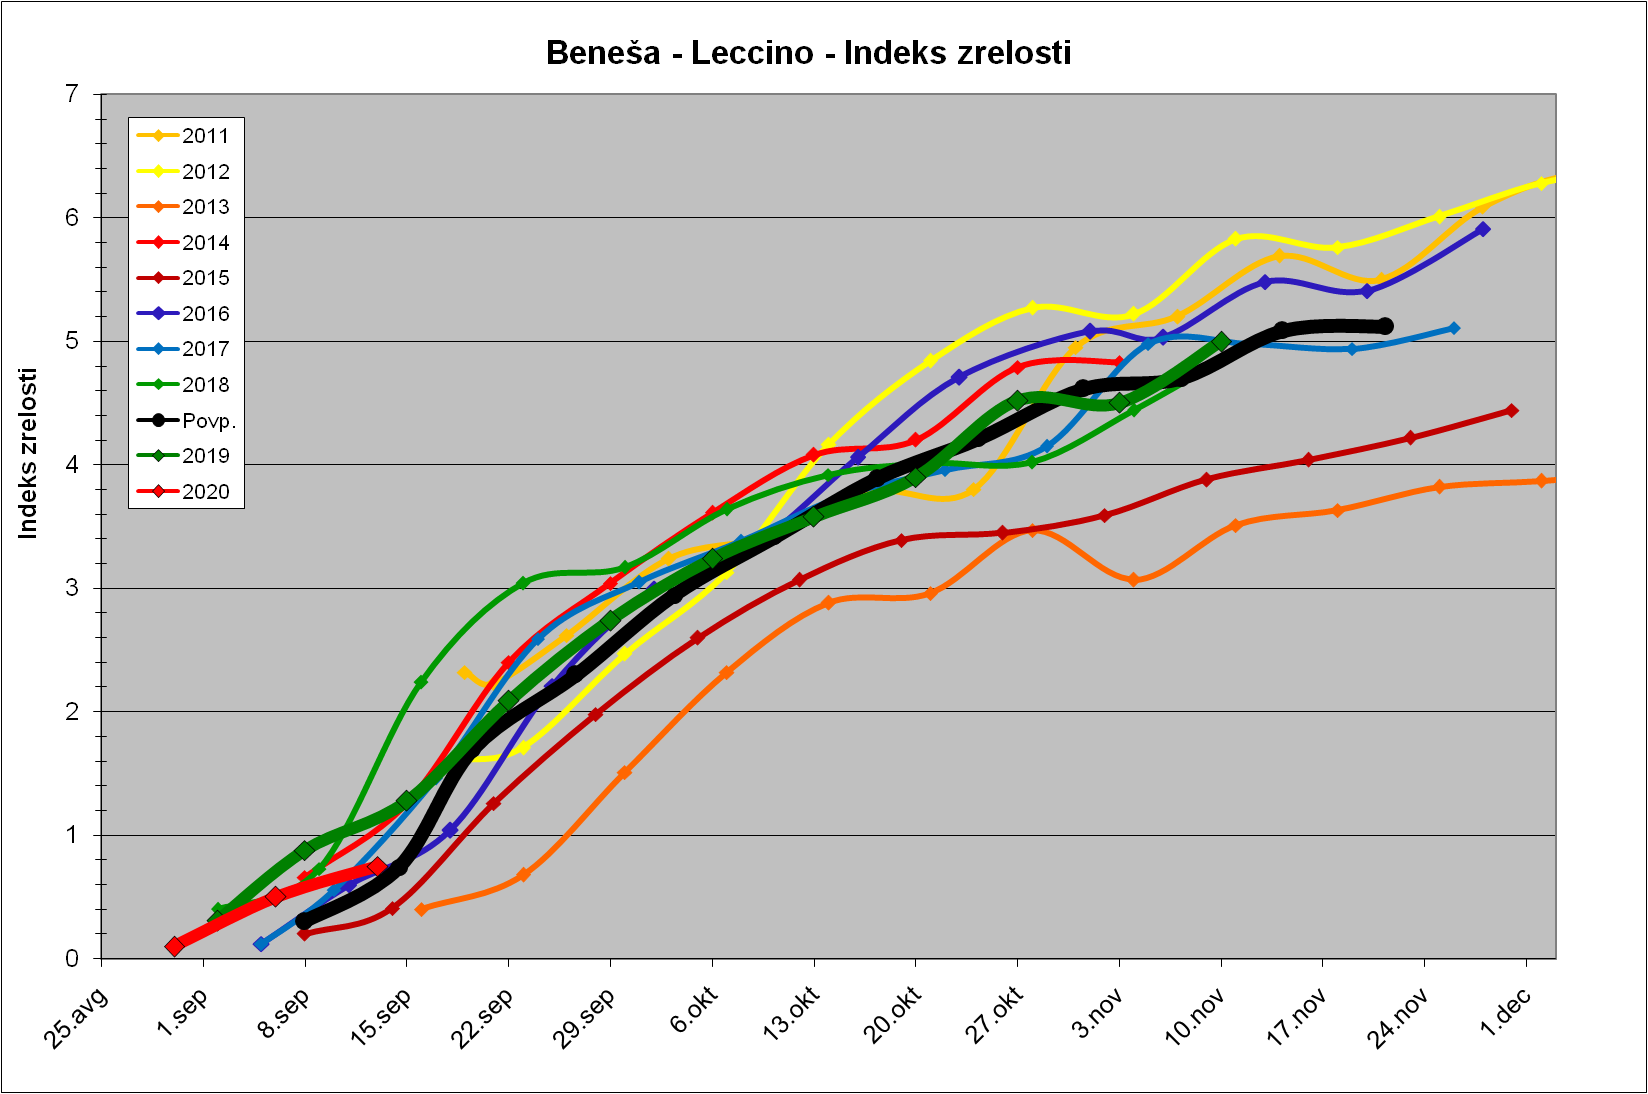 Beneša - Leccino - Indeks zrelosti
Indeks zrelosti
7
6
5
4
3
2
1
0
2011
2012
2013
2014
2015
2016
2017
2018
Povp.
2019
2020
25.avg
1.sep
8.sep
15.sep
22.sep
29.sep
6.okt
13.okt
20.okt
27.okt
3.nov
10.nov
17.nov
24.nov
1.dec